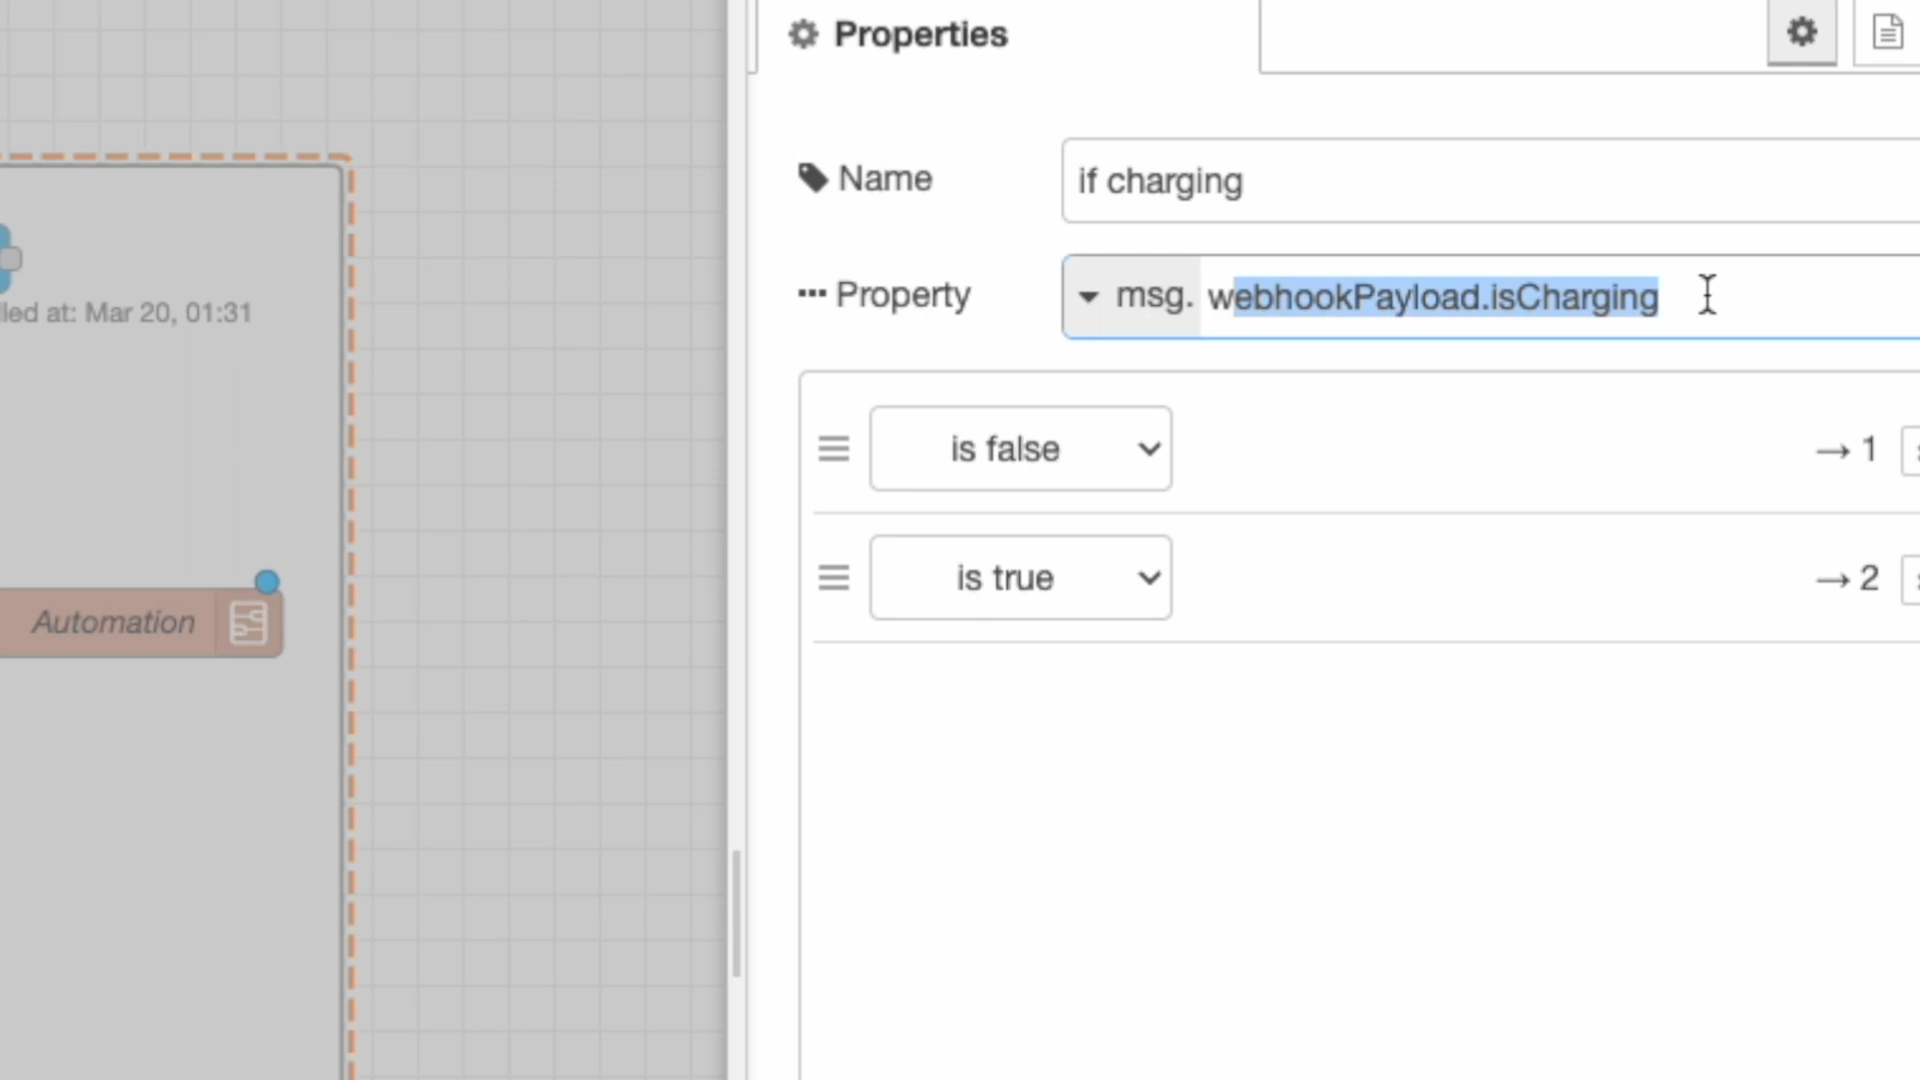 Properties
Name
if charging
Property
msg.
webhookPayload.isCharging
lled at: Mar 20, 01:31
is false
→ 1
is true
→ 2
Automation